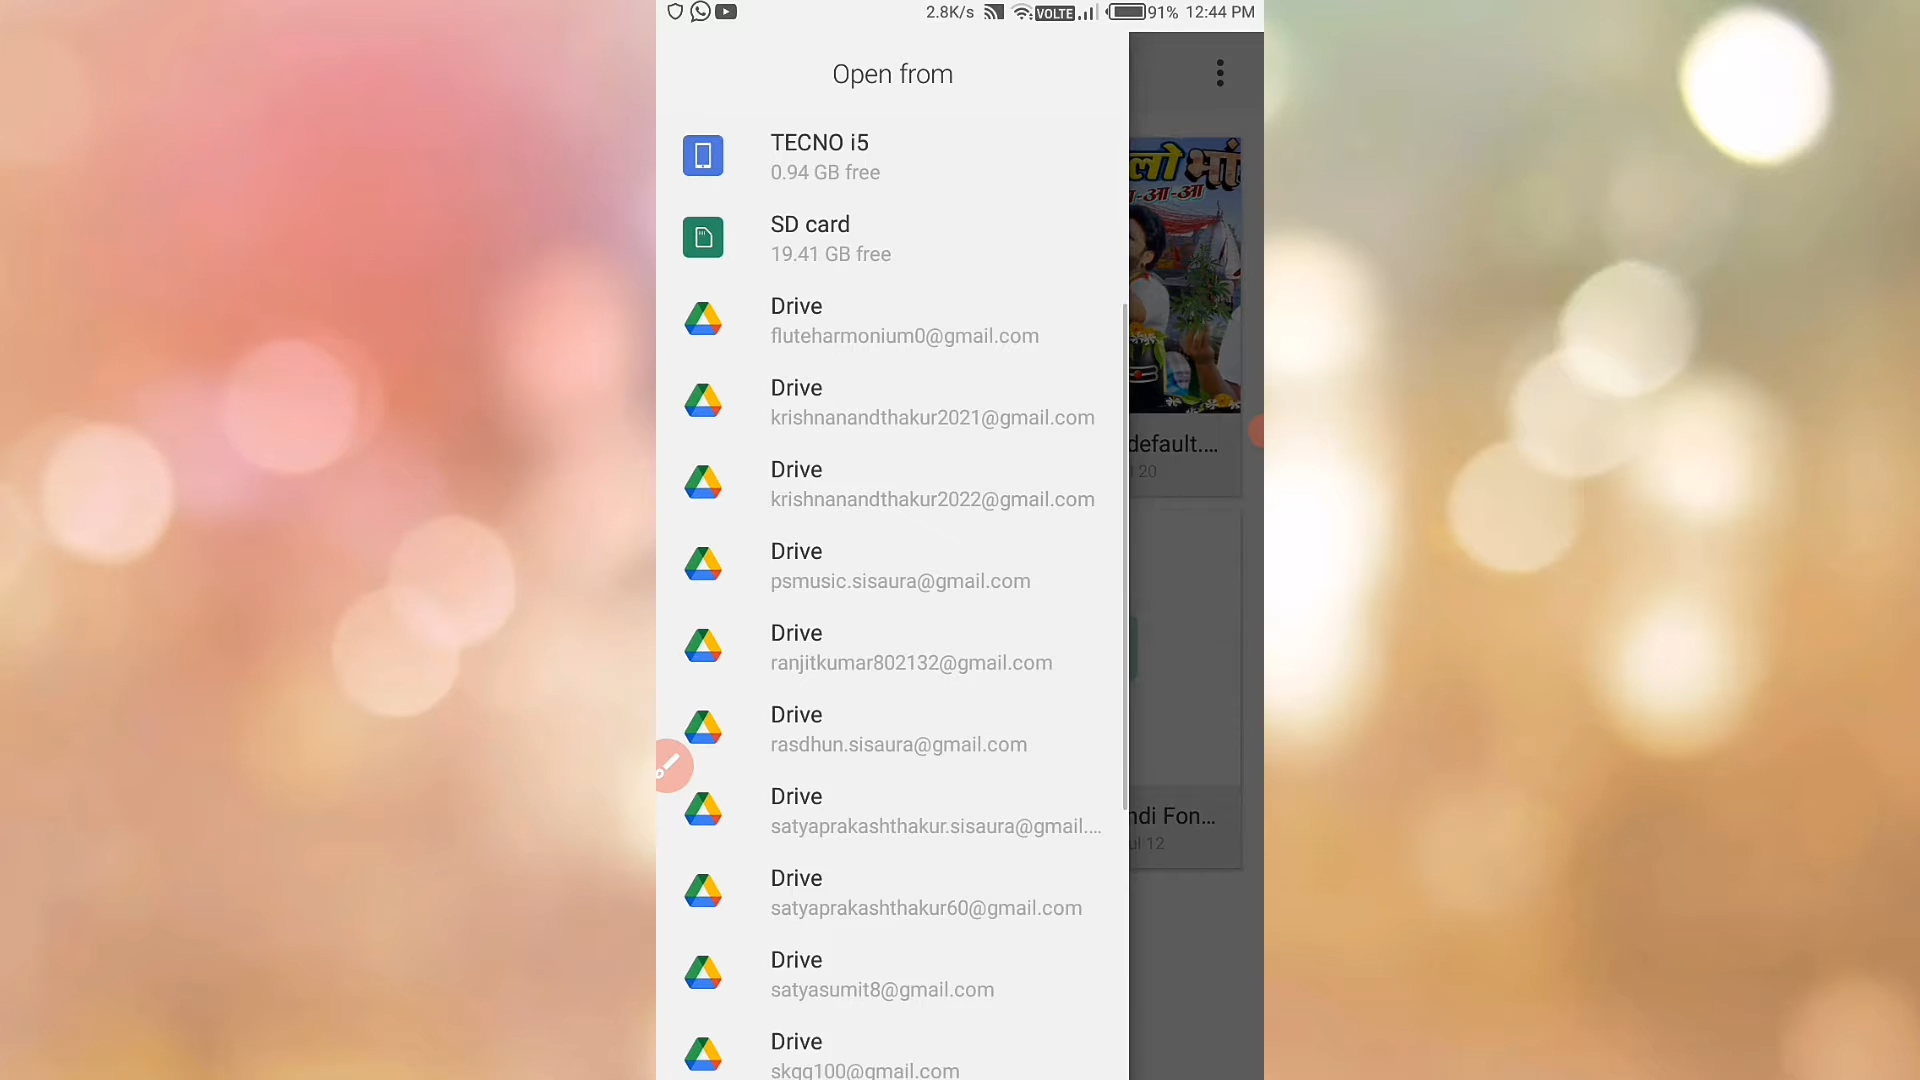 2.8K/s VOLTE 91% 12:44 PM
Open from
TECNO i5
0.94 GB free
SD card
19.41 GB free
Drive
fluteharmonium0@gmail.com
Drive
krishnanandthakur2021@gmail.com
Drive
krishnanandthakur2022@gmail.com
Drive
psmusic.sisaura@gmail.com
Drive
ranjitkumar802132@gmail.com
Drive
rasdhun.sisaura@gmail.com
Drive
satyaprakashthakur.sisaura@gmail....
Drive
satyaprakashthakur60@gmail.com
Drive
satyasumit8@gmail.com
Drive
skgg100@gmail.com
लो भां
-आ-आ
default....
20
ndi Fon...
ul 12